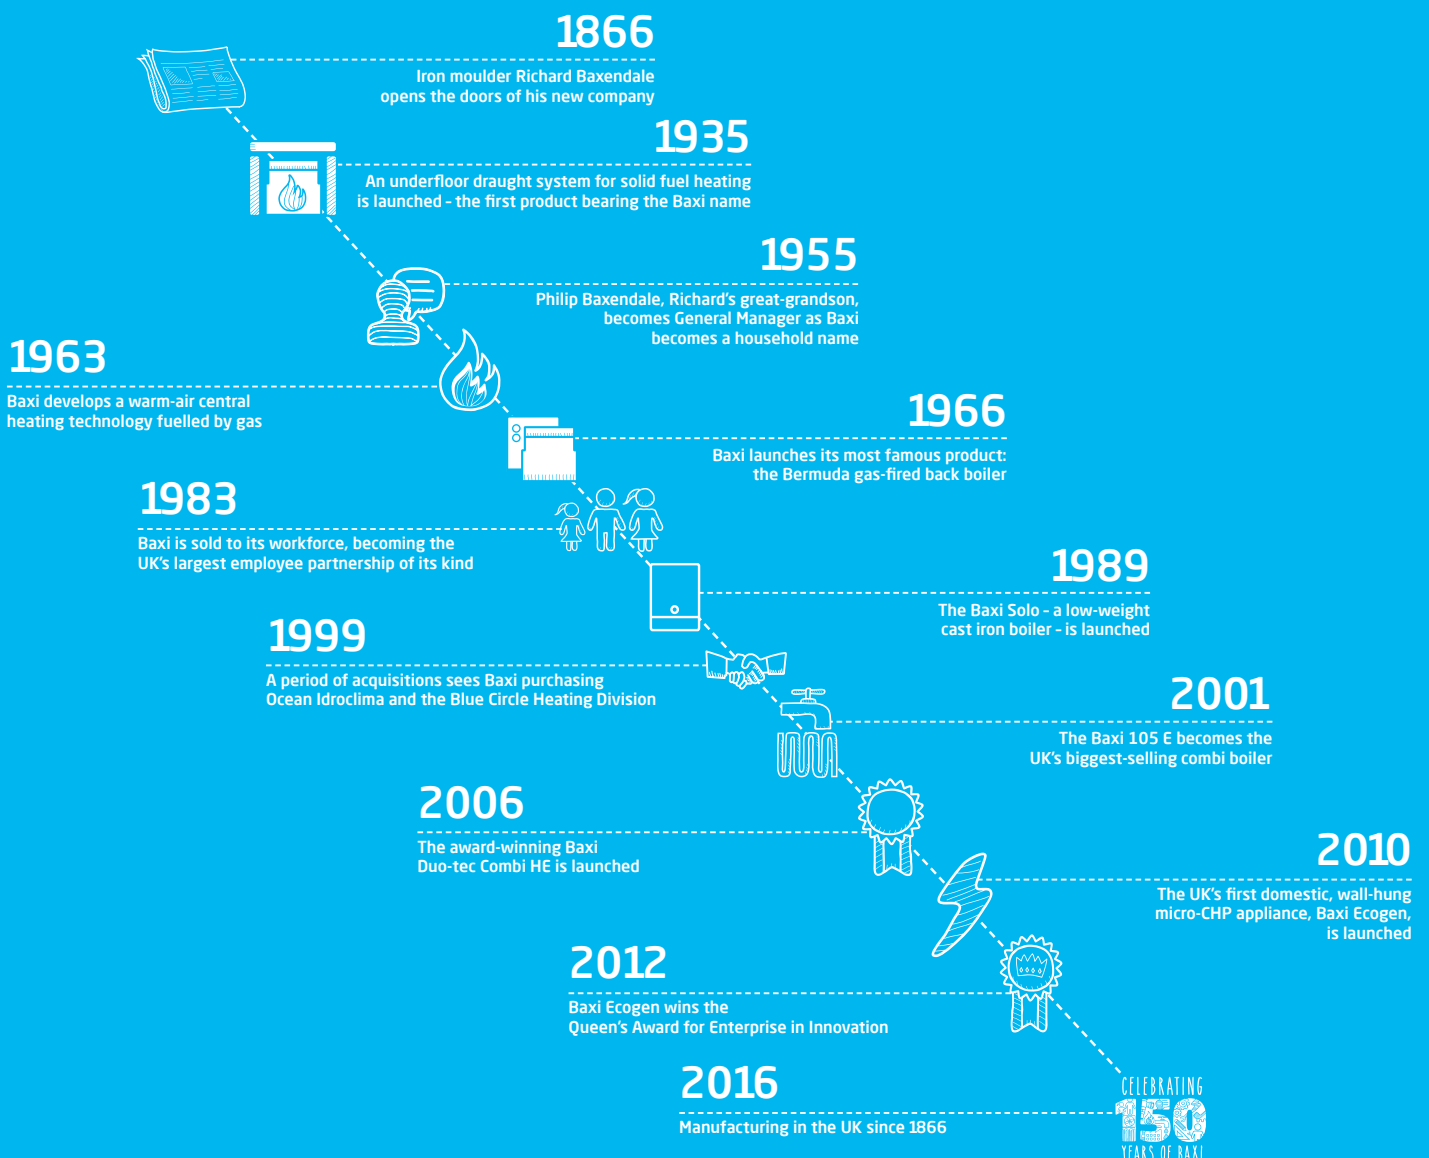 1866
Iron moulder Richard Baxendale
opens the doors of his new company
1935
An underfloor draught system for solid fuel heating
is launched – the first product bearing the Baxi name
1955
Philip Baxendale, Richard's great-grandson,
becomes General Manager as Baxi
becomes a household name
1963
Baxi develops a warm-air central
heating technology fuelled by gas
1966
Baxi launches its most famous product:
the Bermuda gas-fired back boiler
1983
Baxi is sold to its workforce, becoming the
UK's largest employee partnership of its kind
1989
The Baxi Solo – a low-weight
cast iron boiler – is launched
1999
A period of acquisitions sees Baxi purchasing
Ocean Idroclima and the Blue Circle Heating Division
2001
The Baxi 105 E becomes the
UK's biggest-selling combi boiler
2006
The award-winning Baxi
Duo-tec Combi HE is launched
2010
The UK's first domestic, wall-hung
micro-CHP appliance, Baxi Ecogen,
is launched
2012
Baxi Ecogen wins the
Queen's Award for Enterprise in Innovation
2016
Manufacturing in the UK since 1866
CELEBRATING
150
YEARS OF BAXI